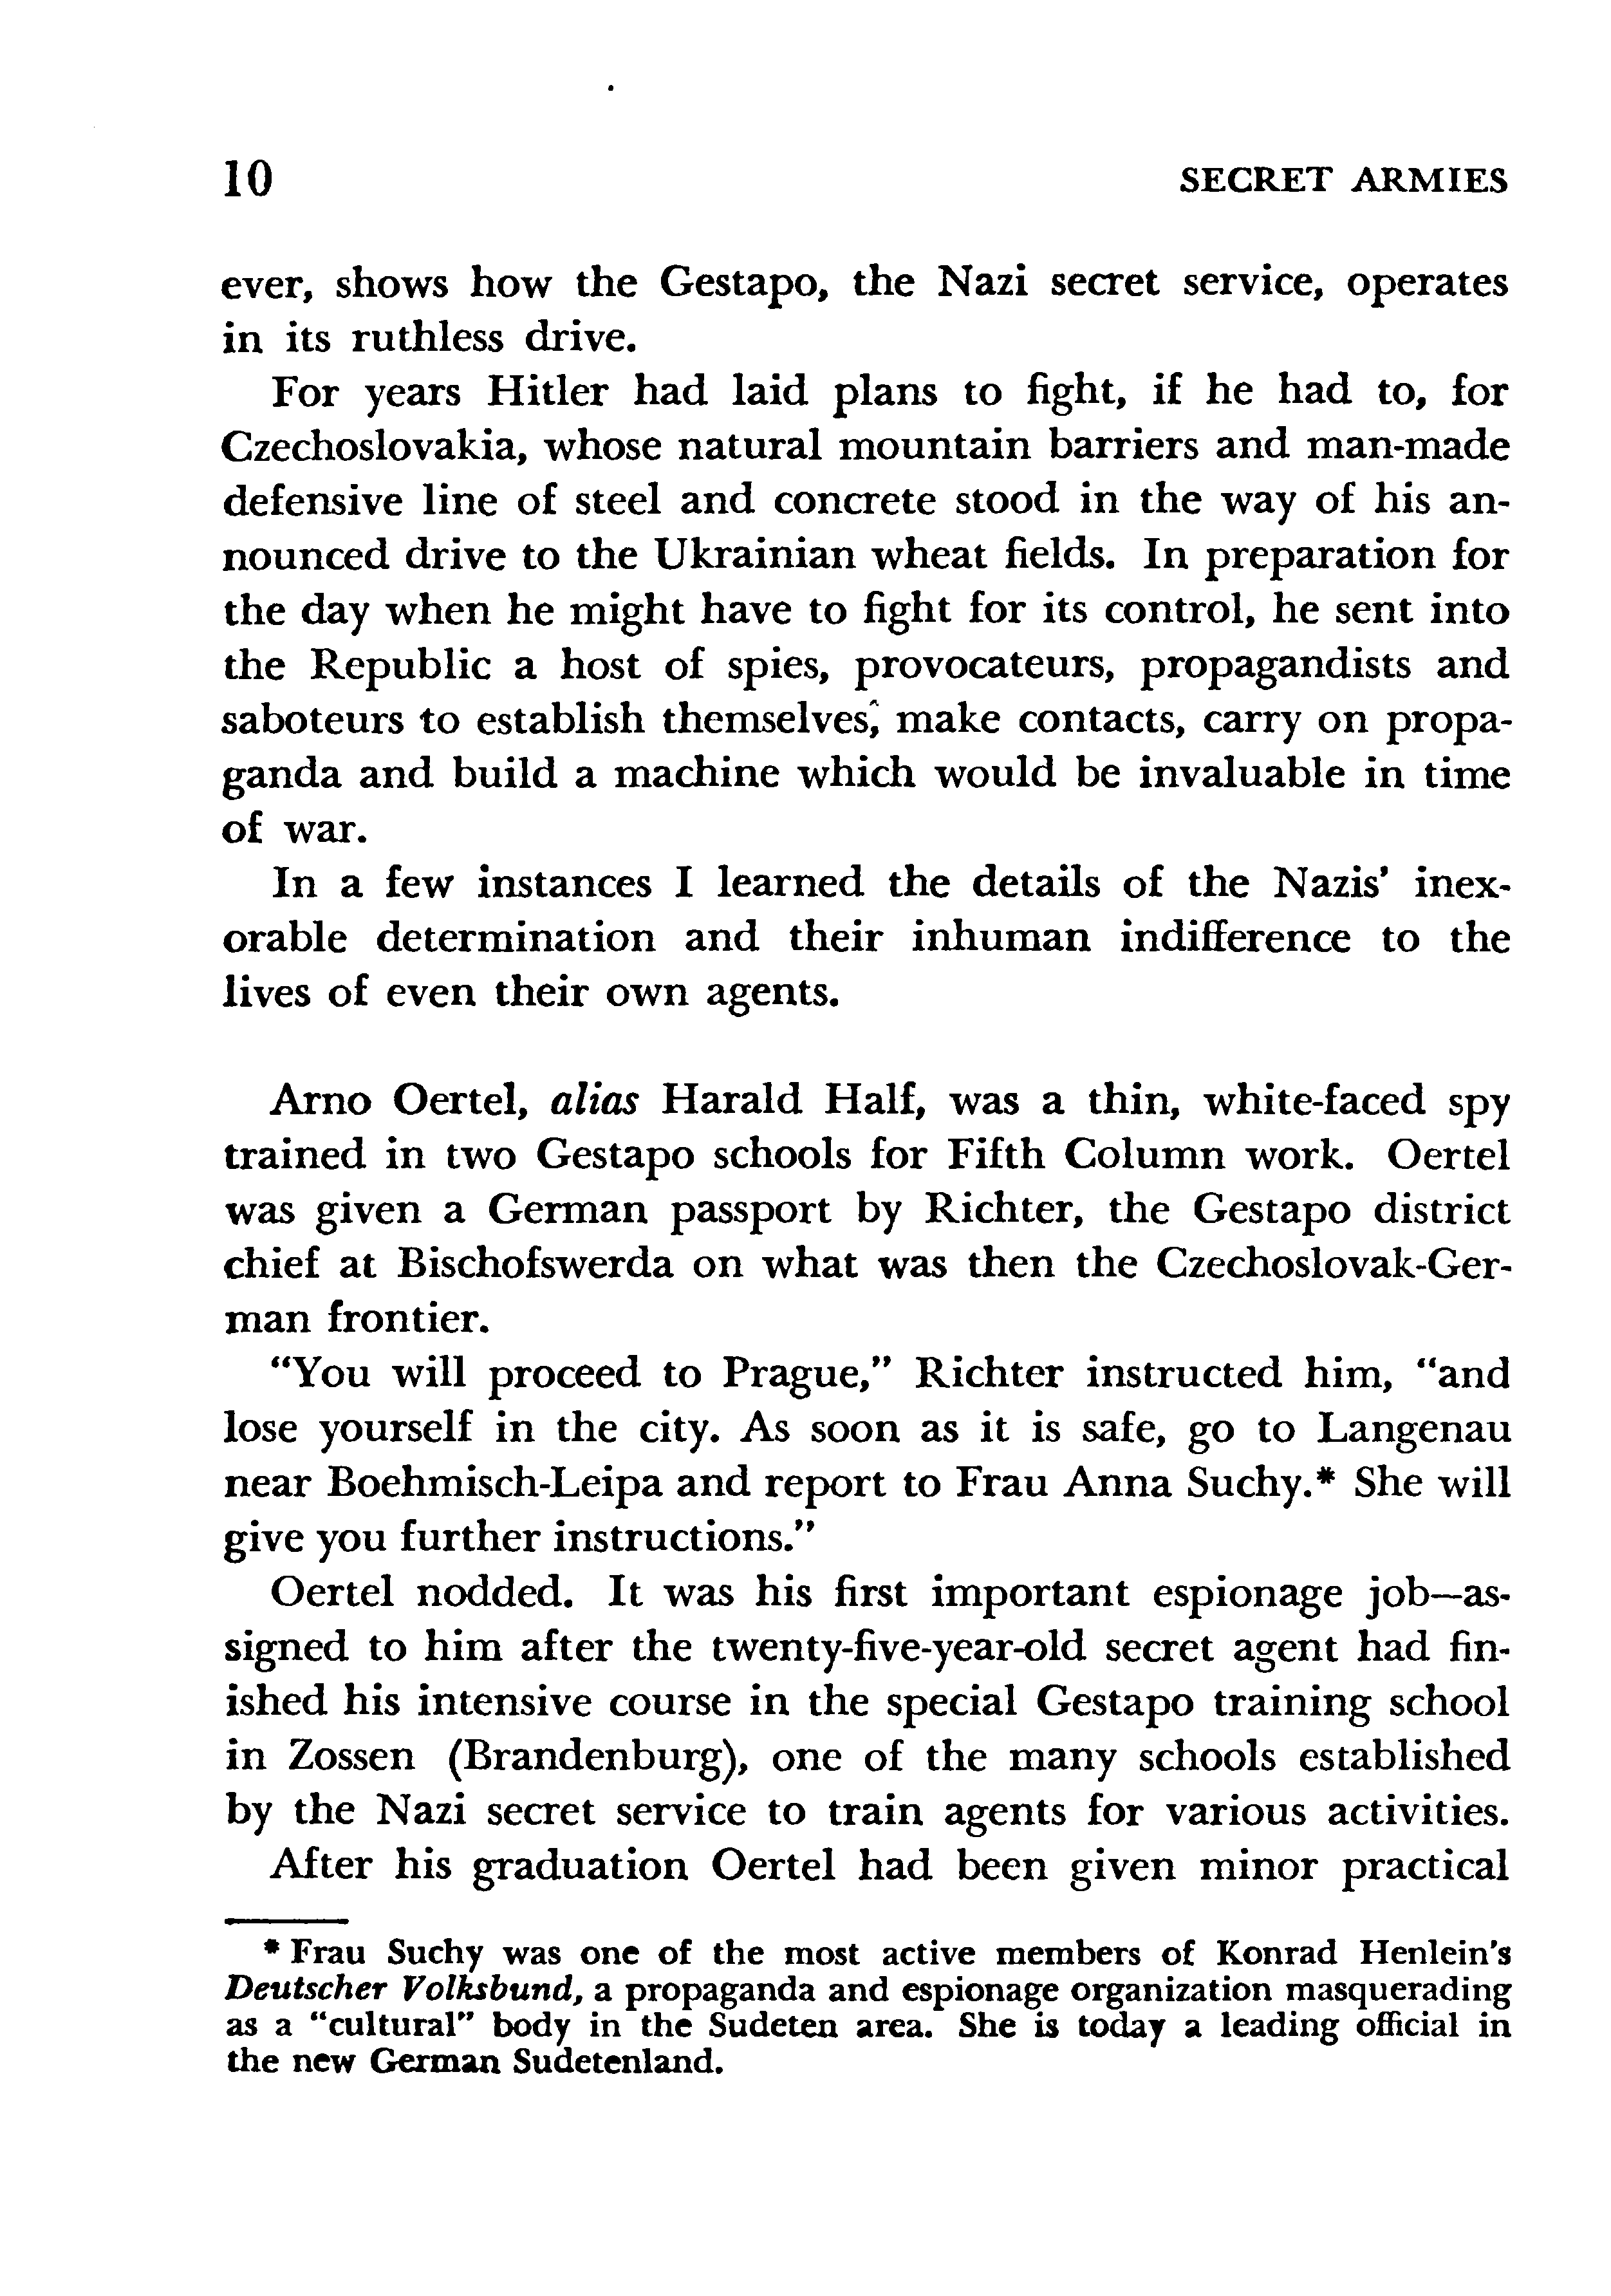 10 SECRET ARMIES
ever, shows how the Gestapo, the Nazi secret service, operates
in its ruthless drive.
For years Hitler had laid plans to fight, if he had to, for
Czechoslovakia, whose natural mountain barriers and man-made
defensive line of steel and concrete stood in the way of his an-
nounced drive to the Ukrainian wheat fields. In preparation for
the day when he might have to fight for its control, he sent into
the Republic a host of spies, provocateurs, propagandists and
saboteurs to establish themselves, make contacts, carry on propa-
ganda and build a machine which would be invaluable in time
of war.
In a few instances I learned the details of the Nazis' inex-
orable determination and their inhuman indifference to the
lives of even their own agents.
Arno Oertel, alias Harald Half, was a thin, white-faced spy
trained in two Gestapo schools for Fifth Column work. Oertel
was given a German passport by Richter, the Gestapo district
chief at Bischofswerda on what was then the Czechoslovak-Ger-
man frontier.
“You will proceed to Prague,” Richter instructed him, “and
lose yourself in the city. As soon as it is safe, go to Langenau
near Boehmisch-Leipa and report to Frau Anna Suchy.* She will
give you further instructions.”
Oertel nodded. It was his first important espionage job—as-
signed to him after the twenty-five-year-old secret agent had fin-
ished his intensive course in the special Gestapo training school
in Zossen (Brandenburg), one of the many schools established
by the Nazi secret service to train agents for various activities.
After his graduation Oertel had been given minor practical
* Frau Suchy was one of the most active members of Konrad Henlein's
Deutscher Volksbund, a propaganda and espionage organization masquerading
as a “cultural” body in the Sudeten area. She is today a leading official in
the new German Sudetenland.